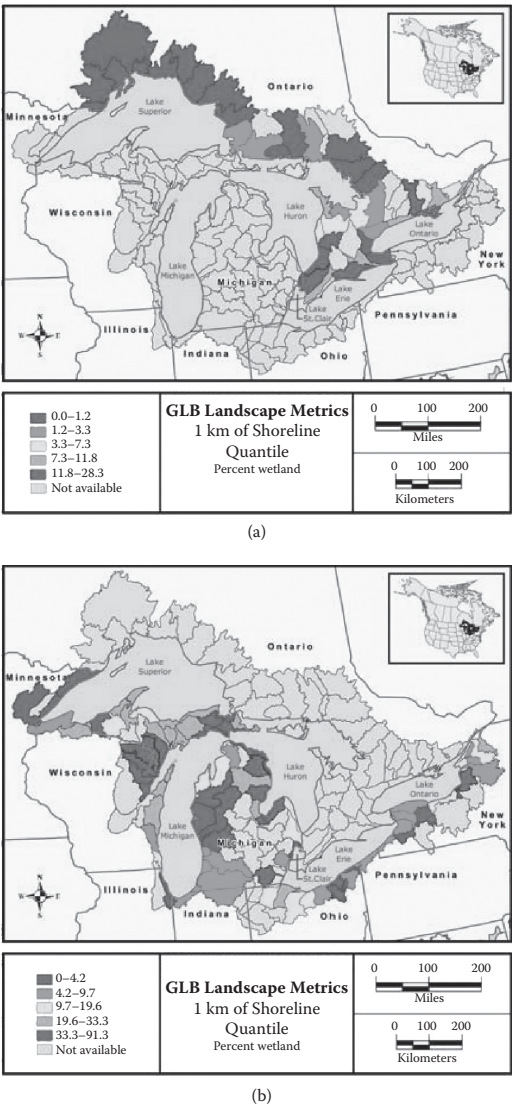 Ontario
Lake
Superior
Minnesota
Wisconsin
Lake
Huron
Lake
Ontario
Lake
Michigan
Michigan
New
York
Lake
Erie
Lake
St. Clair
Pennsylvania
Illinois
Indiana
Ohio
N
W E
S
0.0–1.2
1.2–3.3
3.3–7.3
7.3–11.8
11.8–28.3
Not available
GLB Landscape Metrics
1 km of Shoreline
Quantile
Percent wetland
0 100 200
Miles
0 100 200
Kilometers
(a)
Ontario
Lake
Superior
Minnesota
Wisconsin
Lake
Huron
Lake
Ontario
Lake
Michigan
Michigan
New
York
Lake
Erie
Lake
St. Clair
Pennsylvania
Illinois
Indiana
Ohio
N
W E
S
0–4.2
4.2–9.7
9.7–19.6
19.6–33.3
33.3–91.3
Not available
GLB Landscape Metrics
1 km of Shoreline
Quantile
Percent wetland
0 100 200
Miles
0 100 200
Kilometers
(b)